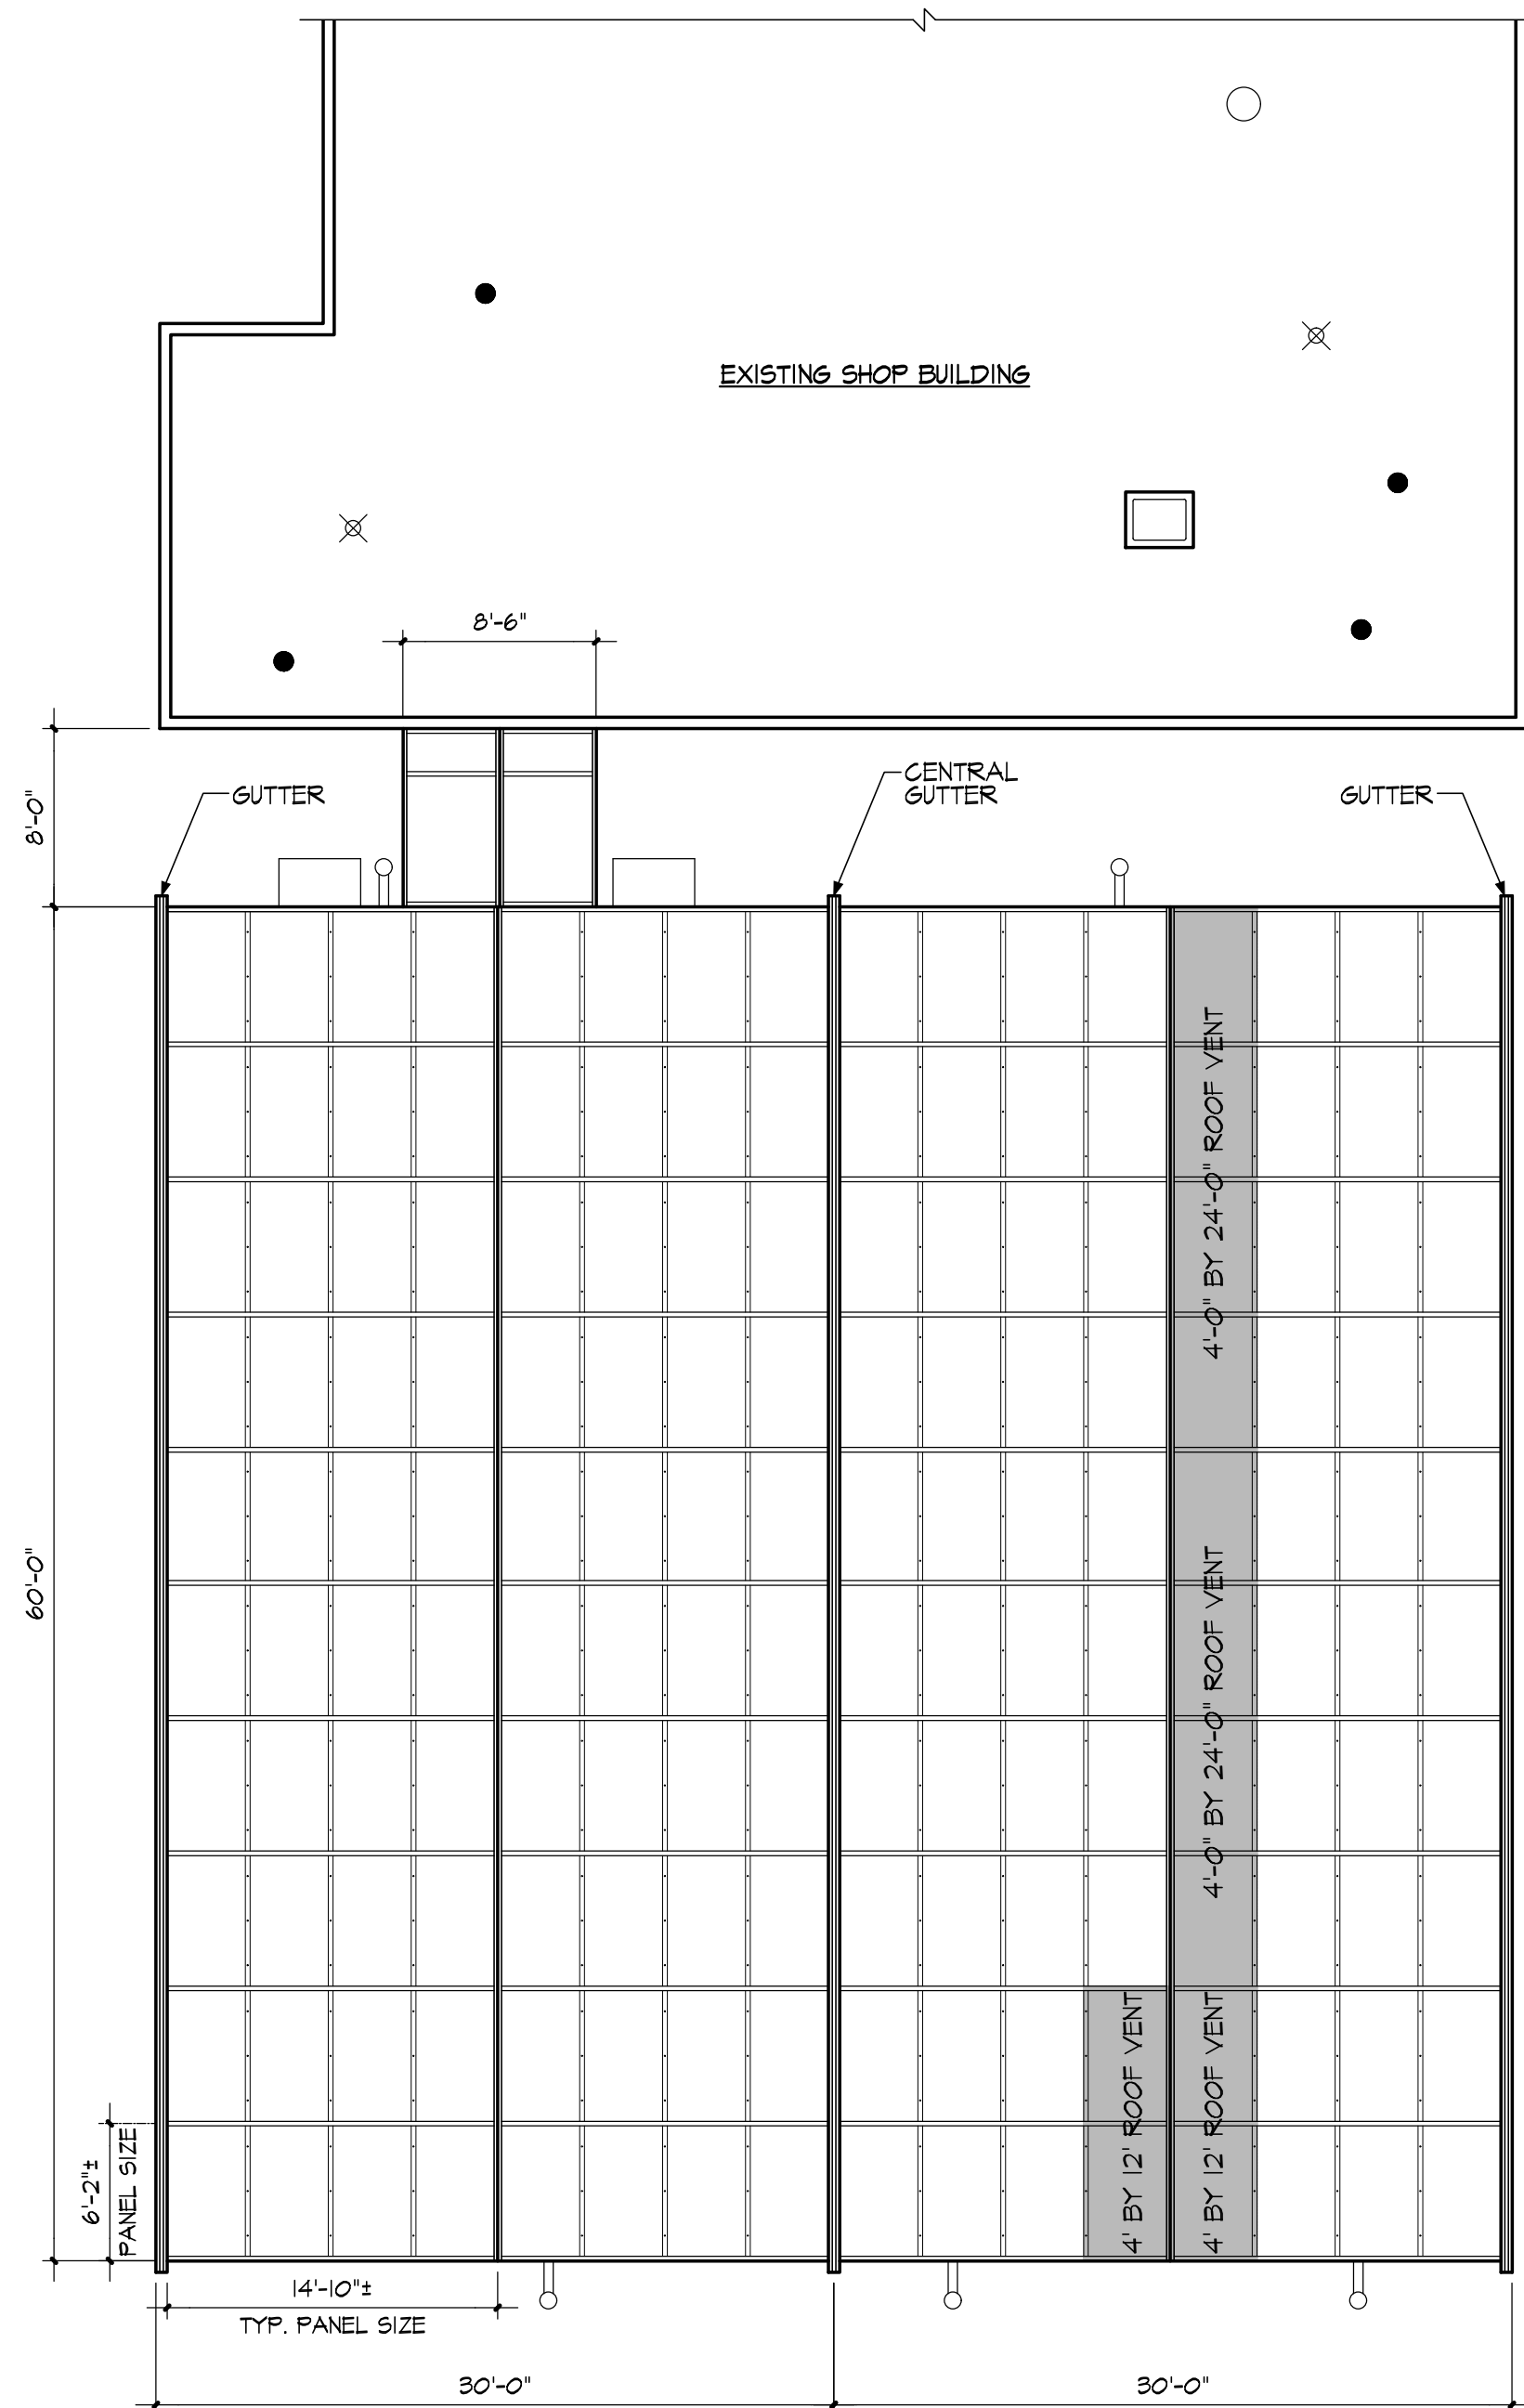 EXISTING SHOP BUILDING
8'-6"
CENTRAL
GUTTER
GUTTER
GUTTER
8'-0"
4'-0" BY 24'-0" ROOF VENT
60'-0"
4'-0" BY 24'-0" ROOF VENT
4' BY 12' ROOF VENT
4' BY 12' ROOF VENT
6'-2"±
PANEL SIZE
14'-10"±
TYP. PANEL SIZE
30'-0"
30'-0"